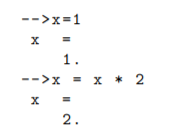 -->x=1
x =
1.
-->x = x * 2
x =
2.